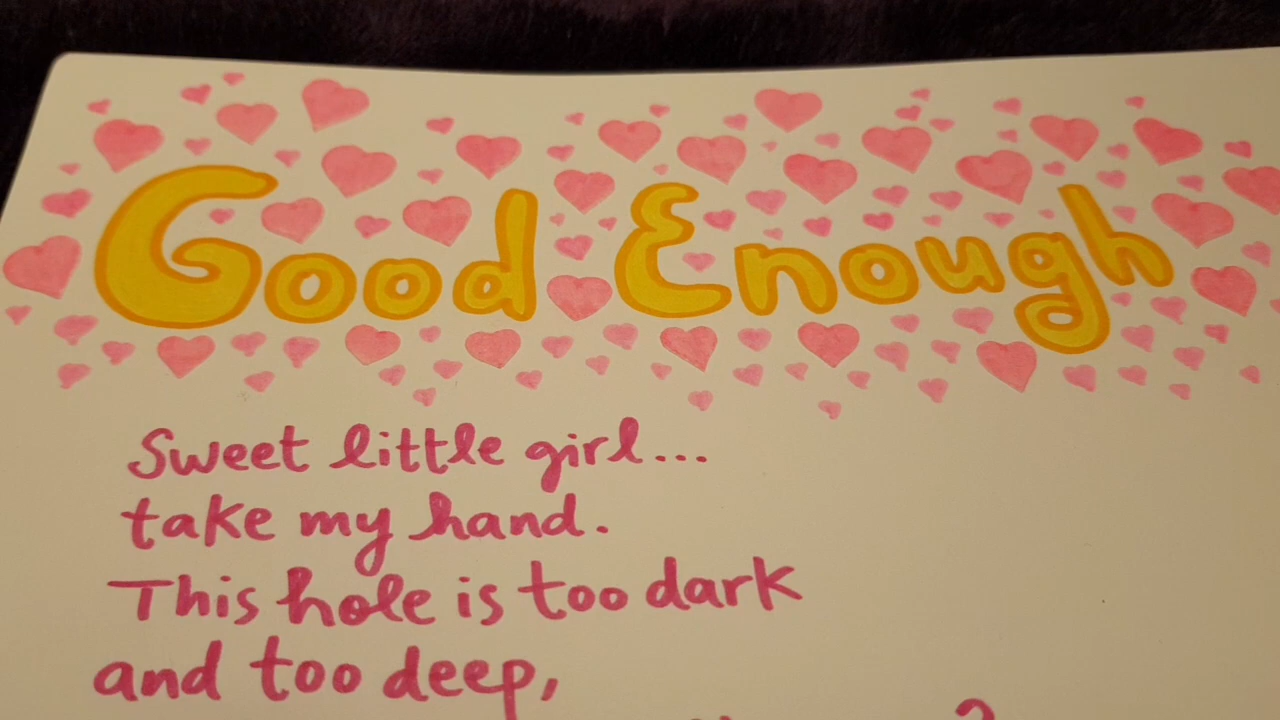 Good Enough
Sweet little girl...
take my hand.
This hole is too dark
and too deep,
?